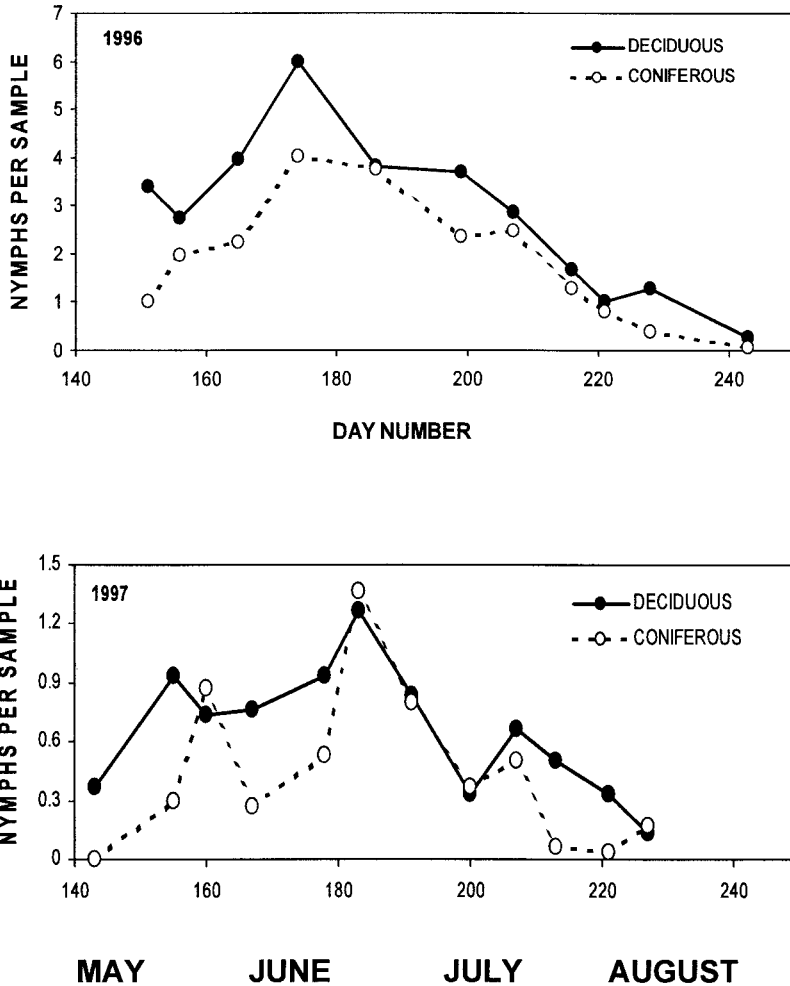 7
1996
DECIDUOUS
6
CONIFEROUS
5
4
3
2
1
0
NYMPHS PER SAMPLE
140 160 180 200 220 240
DAY NUMBER
1.5
1997
DECIDUOUS
1.2
CONIFEROUS
0.9
0.6
0.3
0
NYMPHS PER SAMPLE
140 160 180 200 220 240
MAY JUNE JULY AUGUST